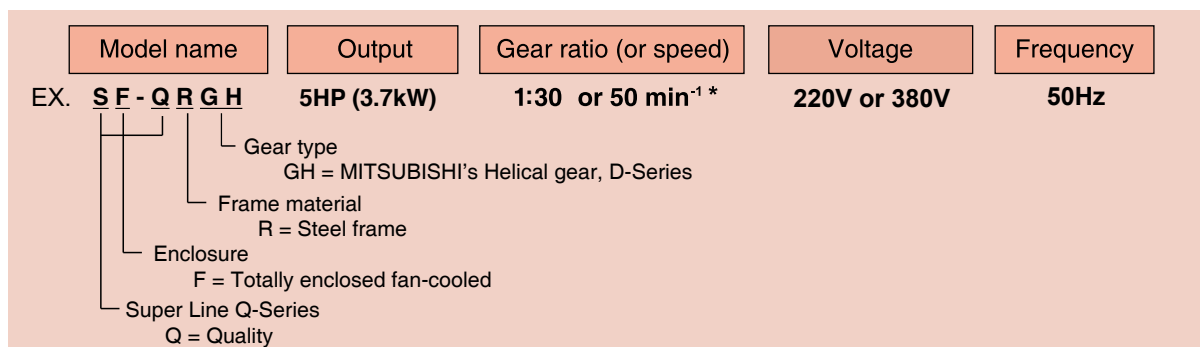 Model name Output Gear ratio (or speed) Voltage Frequency
EX. SF-QRGH 5HP (3.7kW) 1:30 or 50 min⁻¹ * 220V or 380V 50Hz
Gear type
GH = MITSUBISHI's Helical gear, D-Series
Frame material
R = Steel frame
Enclosure
F = Totally enclosed fan-cooled
Super Line Q-Series
Q = Quality